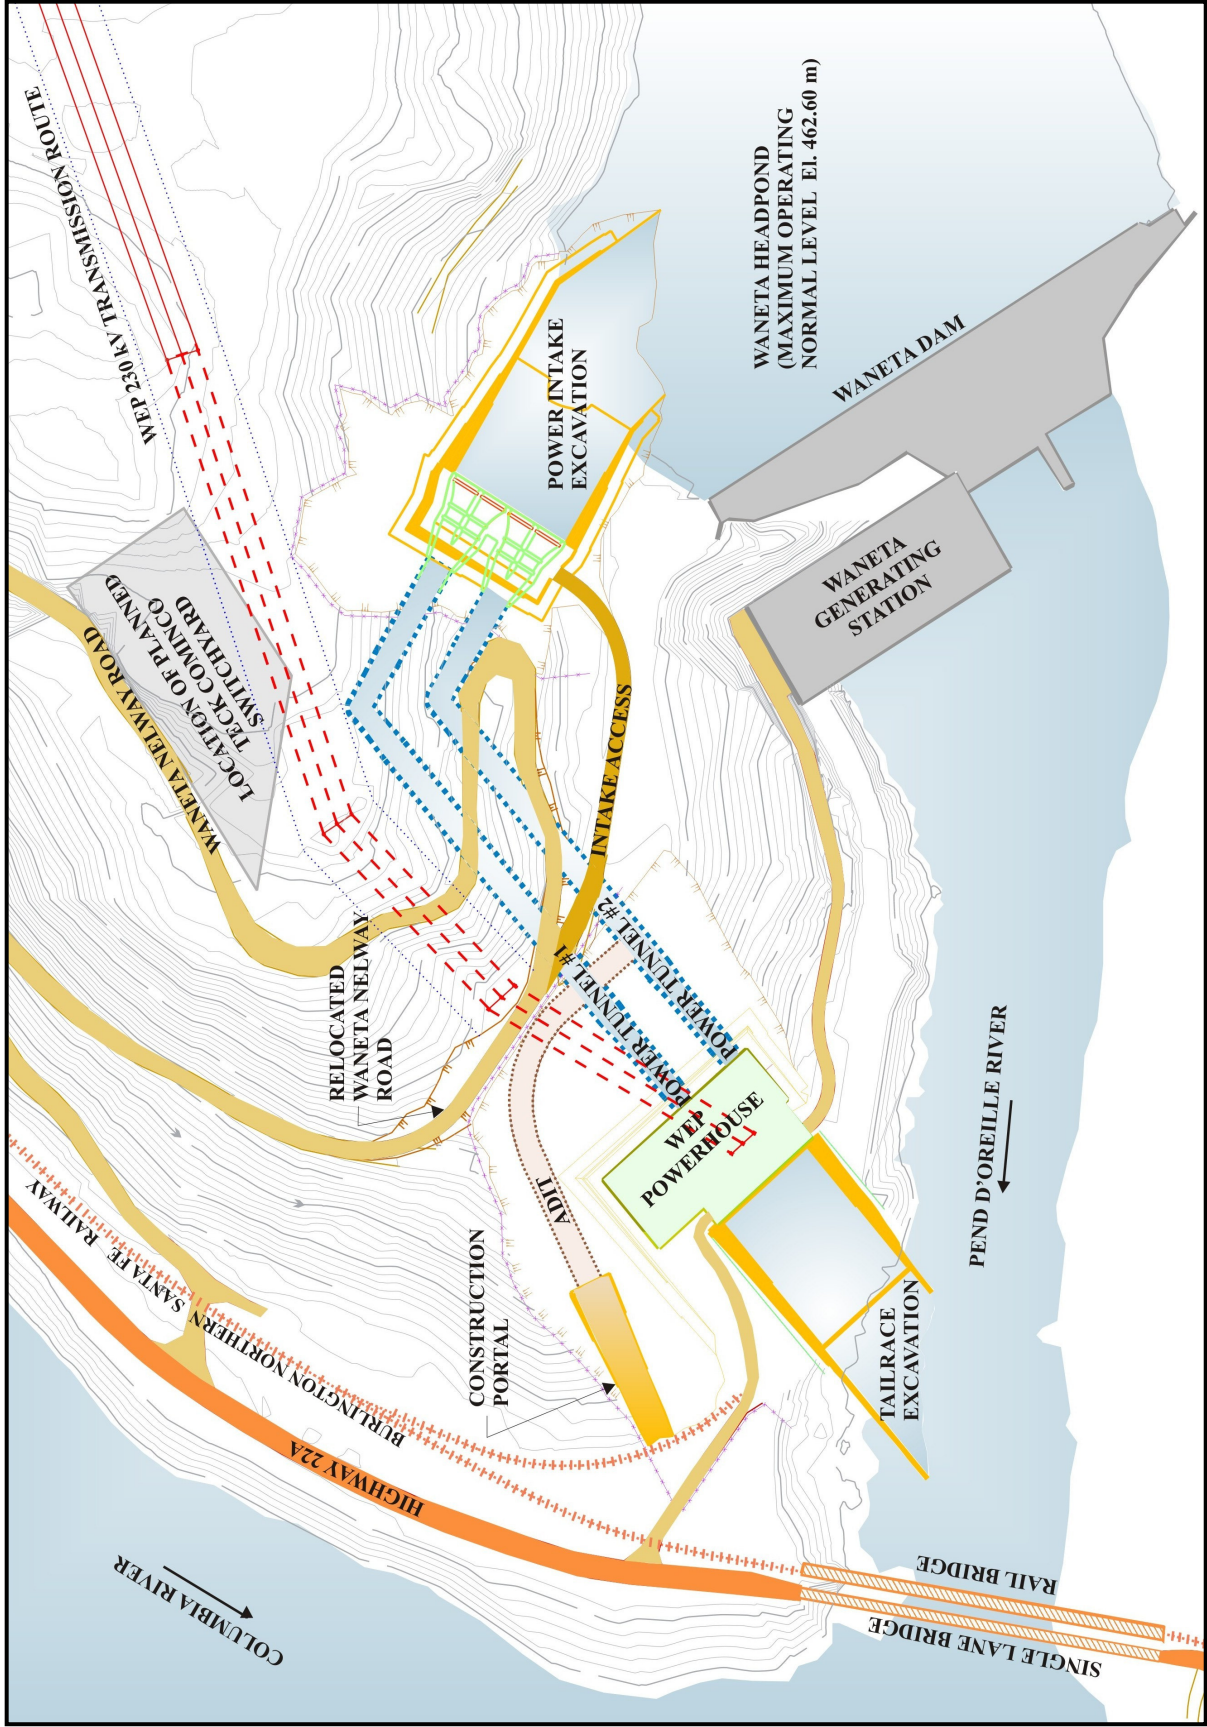 WEP 230 kV TRANSMISSION ROUTE
WANETA NELWAY ROAD
LOCATION OF PLANNED
TECK COMINCO
SWITCHYARD
POWER INTAKE
EXCAVATION
WANETA HEADPOND
(MAXIMUM OPERATING
NORMAL LEVEL El. 462.60 m)
WANETA DAM
WANETA
GENERATING
STATION
INTAKE ACCESS
RELOCATED
WANETA NELWAY
ROAD
POWER TUNNEL #1
POWER TUNNEL #2
WEP
POWERHOUSE
ADIT
CONSTRUCTION
PORTAL
TAILRACE
EXCAVATION
PEND D'OREILLE RIVER
BURLINGTON NORTHERN SANTA FE RAILWAY
HIGHWAY 22A
COLUMBIA RIVER
RAIL BRIDGE
SINGLE LANE BRIDGE